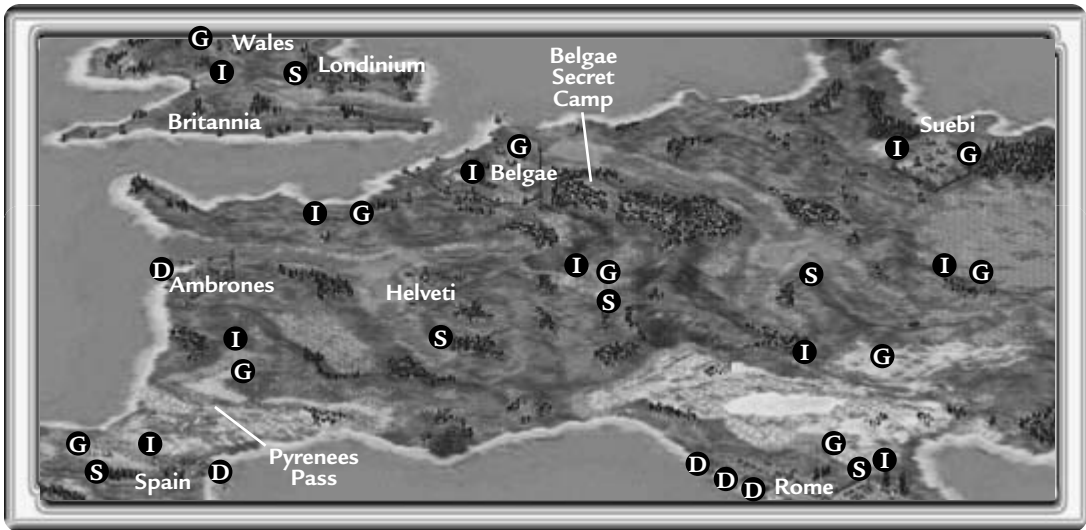 G
Wales
I
S
Londinium
Britannia
Belgae
Secret
Camp
G
I
Belgae
Suebi
I
G
I
G
D
Ambrones
Helveti
I
G
S
S
I
G
I
G
S
I
G
G
I
S
Spain
D
Pyrenees
Pass
D
D
D
Rome
G
S
I